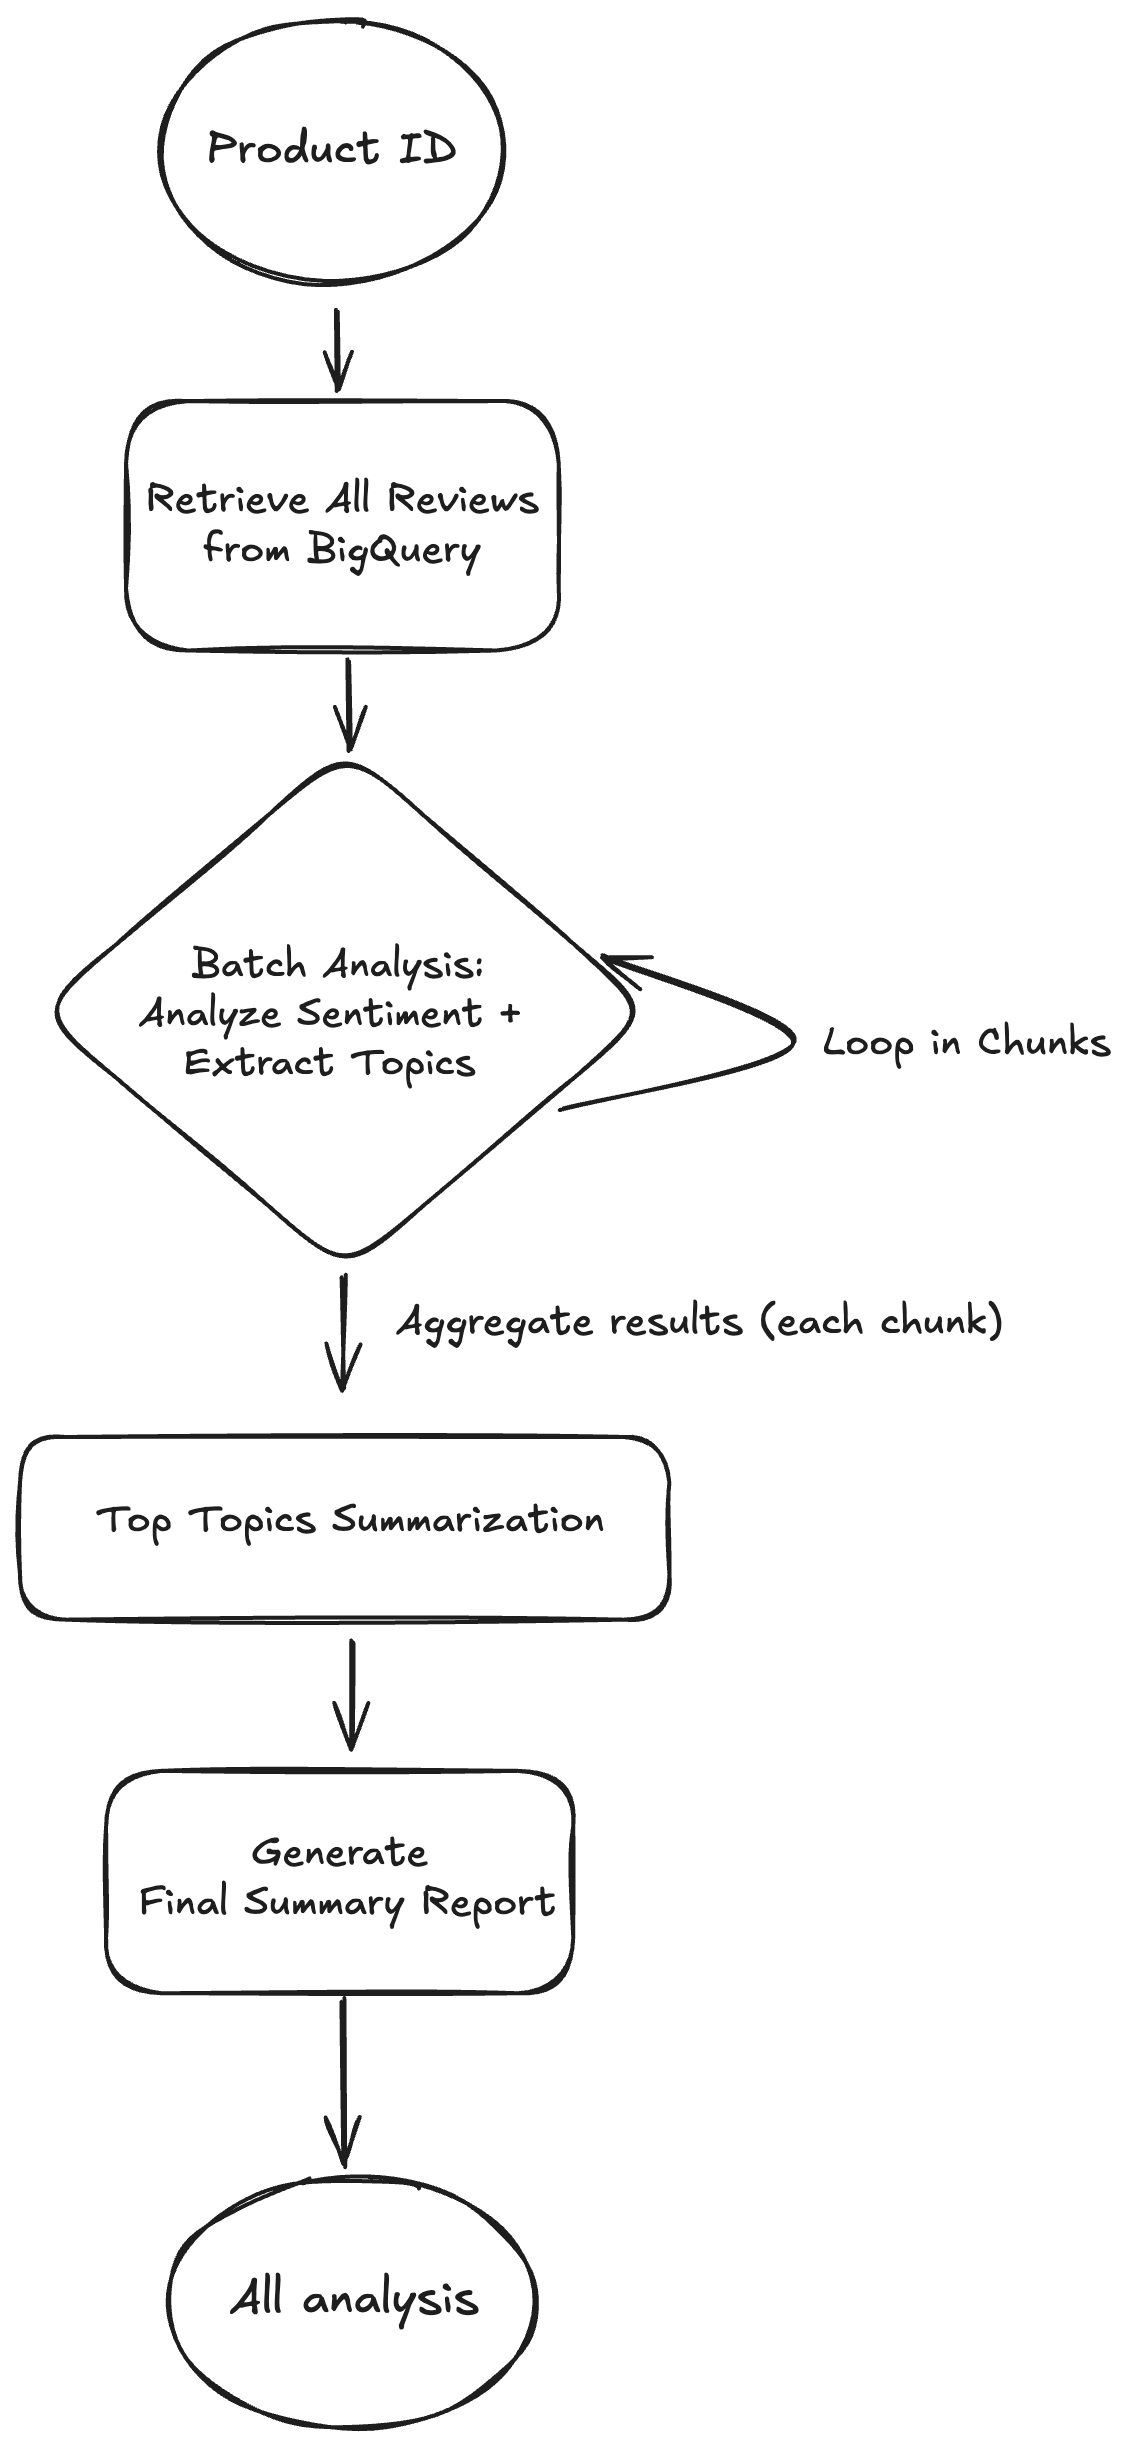 Product ID
Retrieve All Reviews
from BigQuery
Batch Analysis:
Analyze Sentiment +
Extract Topics
Loop in Chunks
Aggregate results (each chunk)
Top Topics Summarization
Generate
Final Summary Report
All analysis